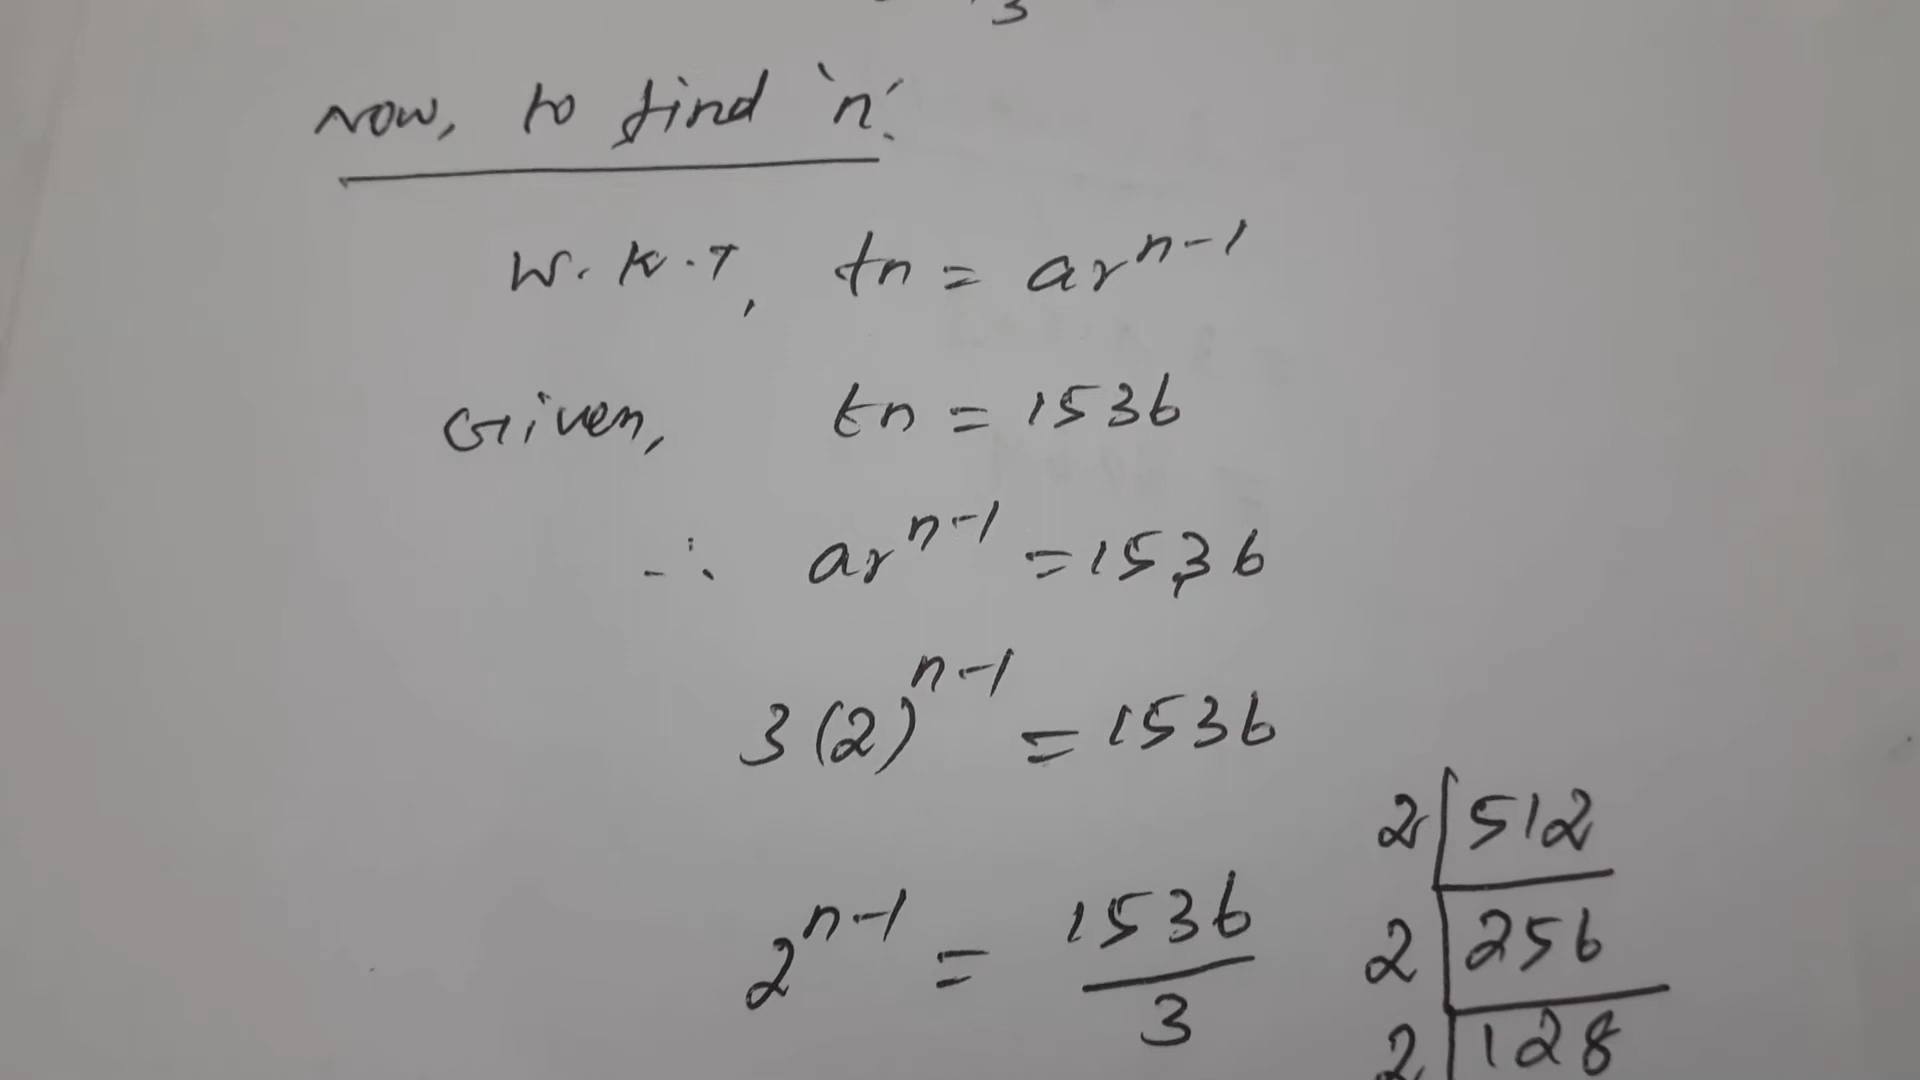 3
Now, to find 'n'.
W.K.T, tn = ar^n-1
Given, tn = 1536
∴ ar^n-1 = 1536
3(2)^n-1 = 1536
2^n-1 = 1536/3
2|512
2|256
2|128